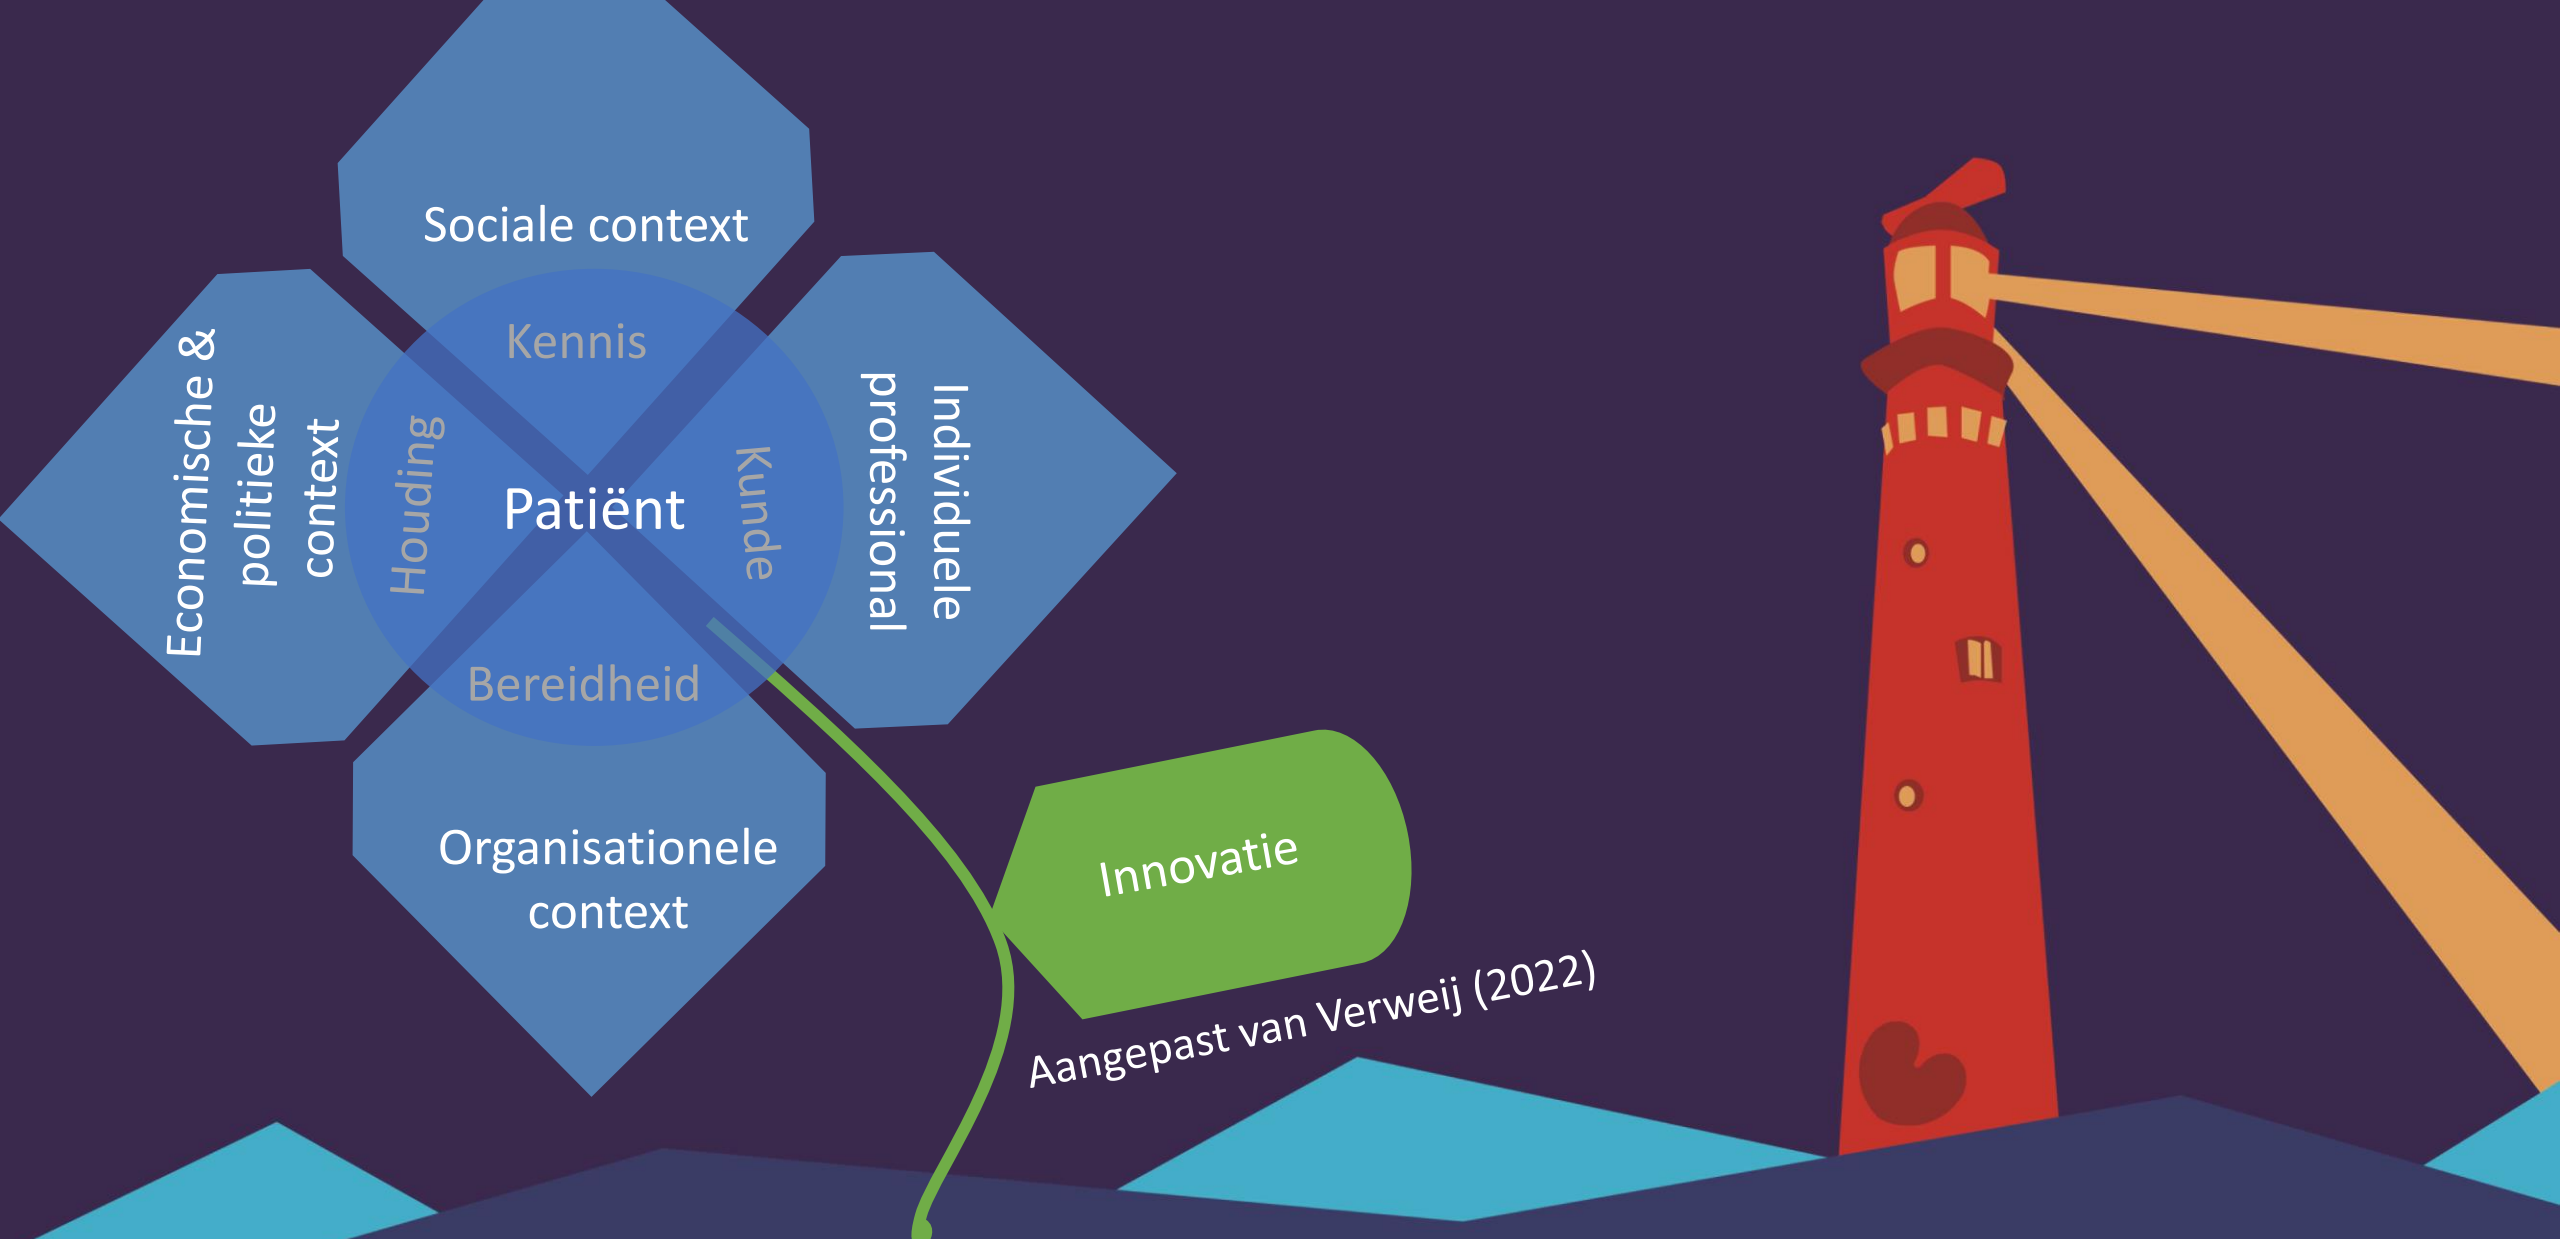 Sociale context
Kennis
Economische &
politieke
context
Houding
Patiënt
Kunde
Individuele
professional
Bereidheid
Organisationele
context
Innovatie
Aangepast van Verweij (2022)